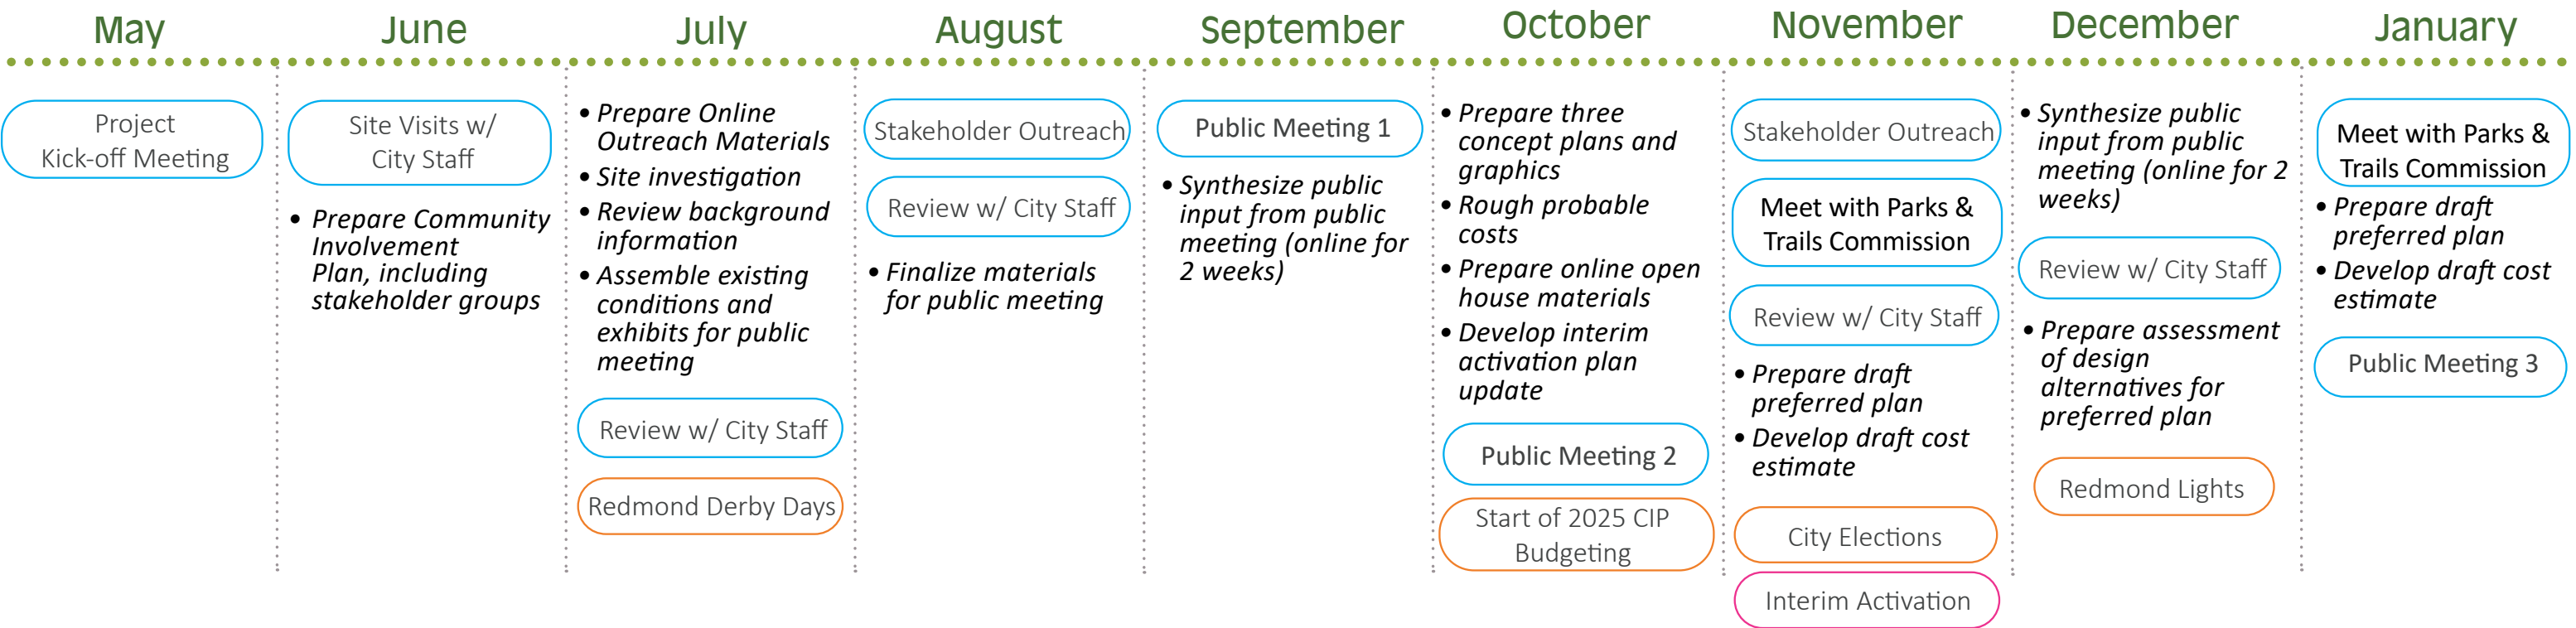 May
June
July
August
September
October
November
December
January
Project
Kick-off Meeting
Site Visits w/
City Staff
• Prepare Community
Involvement
Plan, including
stakeholder groups
• Prepare Online
Outreach Materials
• Site investigation
• Review background
information
• Assemble existing
conditions and
exhibits for public
meeting
Review w/ City Staff
Redmond Derby Days
Stakeholder Outreach
Review w/ City Staff
• Finalize materials
for public meeting
Public Meeting 1
• Synthesize public
input from public
meeting (online for
2 weeks)
• Prepare three
concept plans and
graphics
• Rough probable
costs
• Prepare online open
house materials
• Develop interim
activation plan
update
Public Meeting 2
Start of 2025 CIP
Budgeting
Stakeholder Outreach
Meet with Parks &
Trails Commission
Review w/ City Staff
• Prepare draft
preferred plan
• Develop draft cost
estimate
City Elections
Interim Activation
• Synthesize public
input from public
meeting (online for 2
weeks)
Review w/ City Staff
• Prepare assessment
of design
alternatives for
preferred plan
Redmond Lights
Meet with Parks &
Trails Commission
• Prepare draft
preferred plan
• Develop draft cost
estimate
Public Meeting 3